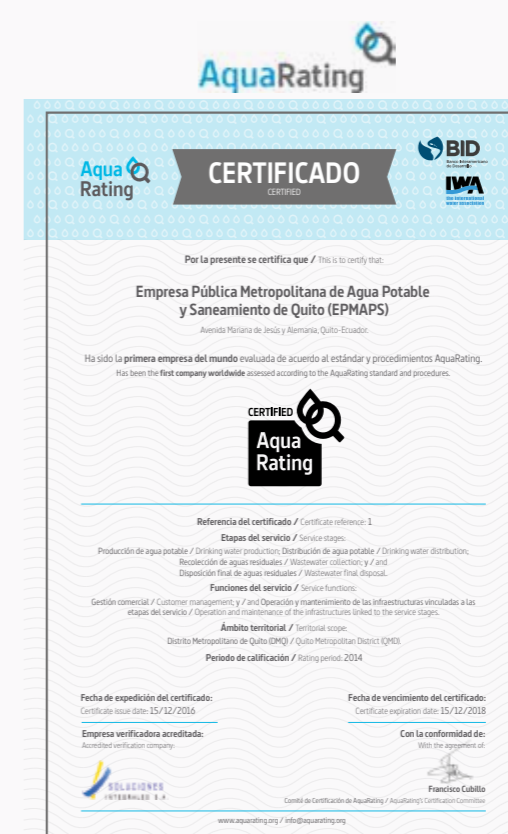 AquaRating
Aqua
Rating
CERTIFICADO
CERTIFIED
BID
Banco Interamericano
de Desarrollo
IWA
the international
water association
Por la presente se certifica que / This is to certify that:
Empresa Pública Metropolitana de Agua Potable
y Saneamiento de Quito (EPMAPS)
Avenida Mariana de Jesús y Alemania, Quito-Ecuador.
Ha sido la primera empresa del mundo evaluada de acuerdo al estándar y procedimientos AquaRating.
Has been the first company worldwide assessed according to the AquaRating standard and procedures.
CERTIFIED
Aqua
Rating
Referencia del certificado / Certificate reference: 1
Etapas del servicio / Service stages:
Producción de agua potable / Drinking water production; Distribución de agua potable / Drinking water distribution;
Recolección de aguas residuales / Wastewater collection; y / and
Disposición final de aguas residuales / Wastewater final disposal.
Funciones del servicio / Service functions:
Gestión comercial / Customer management; y / and Operación y mantenimiento de las infraestructuras vinculadas a las
etapas del servicio / Operation and maintenance of the infrastructures linked to the service stages.
Ámbito territorial / Territorial scope:
Distrito Metropolitano de Quito (DMQ) / Quito Metropolitan District (QMD).
Periodo de calificación / Rating period: 2014
Fecha de expedición del certificado:
Certificate issue date: 15/12/2016
Fecha de vencimiento del certificado:
Certificate expiration date: 15/12/2018
Empresa verificadora acreditada:
Accredited verification company:
Con la conformidad de:
With the agreement of:
SOLUCIONES
INTEGRALES S.A
Francisco Cubillo
Comité de Certificación de AquaRating / AquaRating's Certification Committee
www.aquarating.org / info@aquarating.org